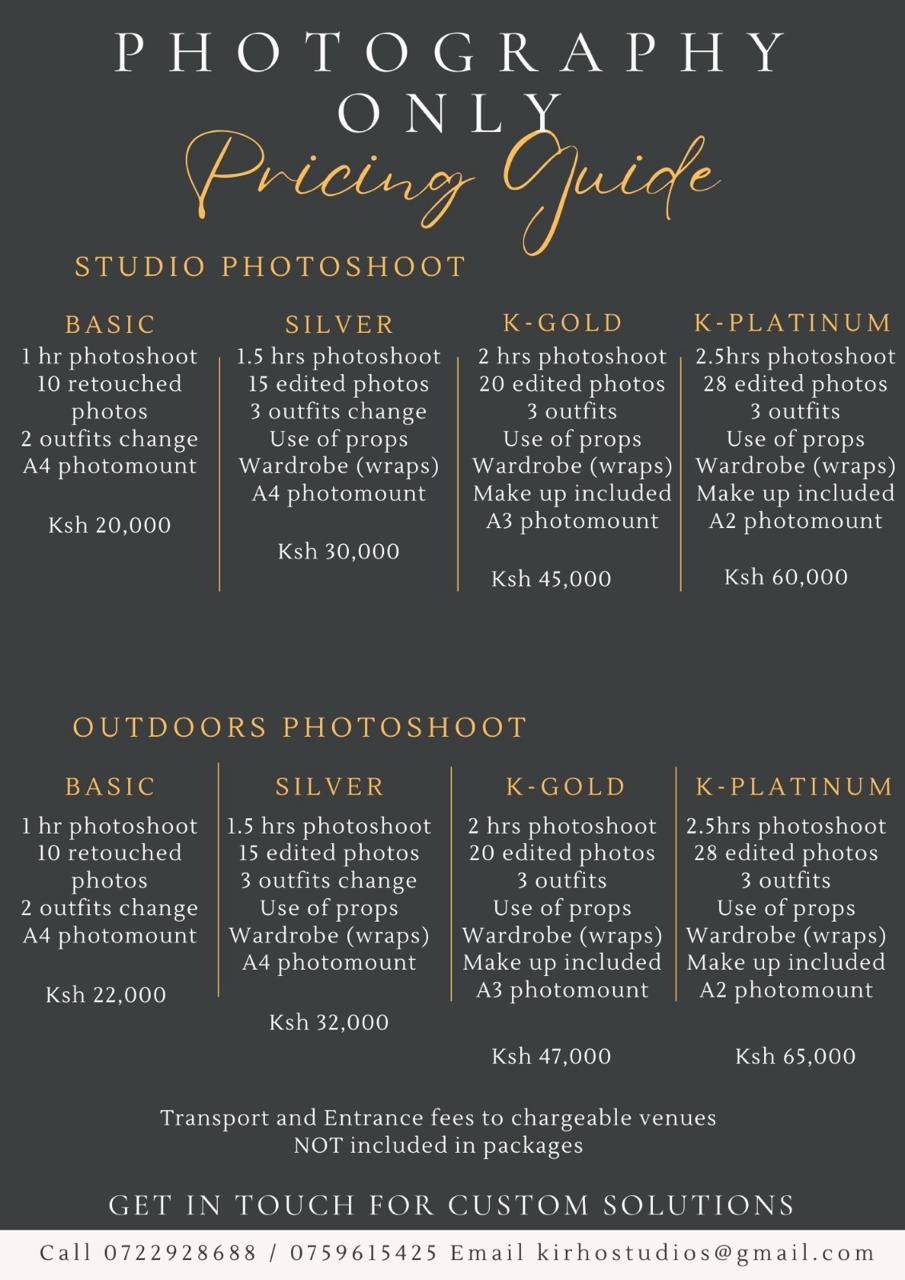 PHOTOGRAPHY
ONLY
Pricing Guide
STUDIO PHOTOSHOOT
BASIC
1 hr photoshoot
10 retouched
photos
2 outfits change
A4 photomount
Ksh 20,000
SILVER
1.5 hrs photoshoot
15 edited photos
3 outfits change
Use of props
Wardrobe (wraps)
A4 photomount
Ksh 30,000
K-GOLD
2 hrs photoshoot
20 edited photos
3 outfits
Use of props
Wardrobe (wraps)
Make up included
A3 photomount
Ksh 45,000
K-PLATINUM
2.5hrs photoshoot
28 edited photos
3 outfits
Use of props
Wardrobe (wraps)
Make up included
A2 photomount
Ksh 60,000
OUTDOORS PHOTOSHOOT
BASIC
1 hr photoshoot
10 retouched
photos
2 outfits change
A4 photomount
Ksh 22,000
SILVER
1.5 hrs photoshoot
15 edited photos
3 outfits change
Use of props
Wardrobe (wraps)
A4 photomount
Ksh 32,000
K-GOLD
2 hrs photoshoot
20 edited photos
3 outfits
Use of props
Wardrobe (wraps)
Make up included
A3 photomount
Ksh 47,000
K-PLATINUM
2.5hrs photoshoot
28 edited photos
3 outfits
Use of props
Wardrobe (wraps)
Make up included
A2 photomount
Ksh 65,000
Transport and Entrance fees to chargeable venues
NOT included in packages
GET IN TOUCH FOR CUSTOM SOLUTIONS
Call 0722928688 / 0759615425 Email kirhostudios@gmail.com